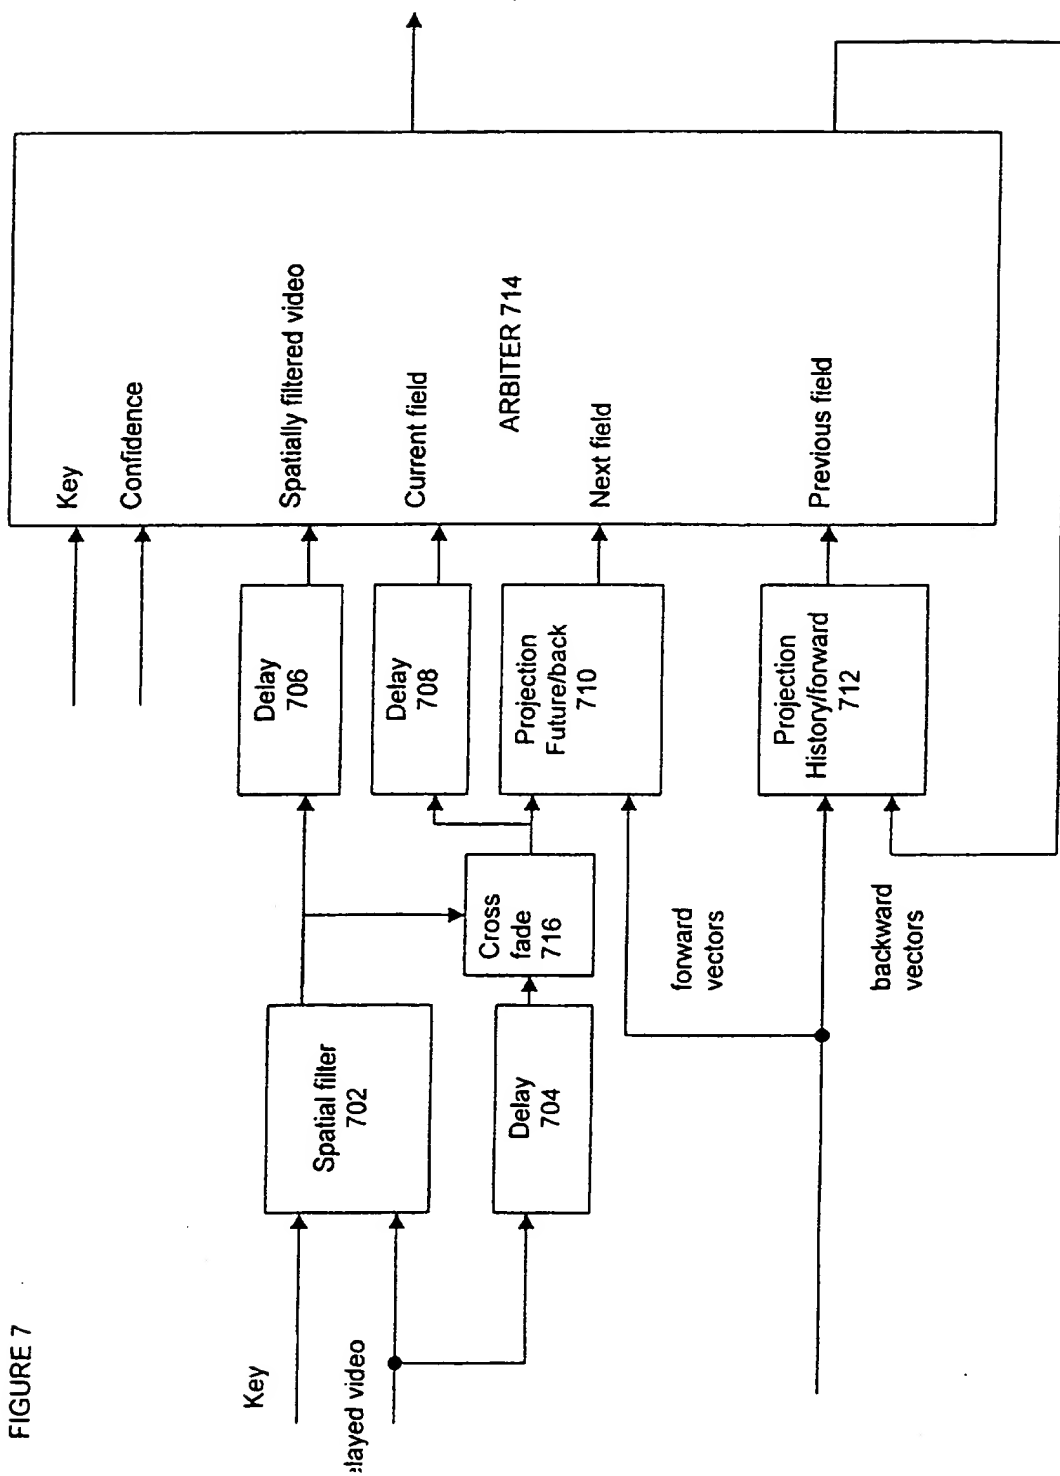 FIGURE 7
Key
elayed video
Spatial filter
702
Delay
704
Cross
fade
716
forward
vectors
backward
vectors
Delay
706
Delay
708
Projection
Future/back
710
Projection
History/forward
712
Key
Confidence
Spatially filtered video
Current field
ARBITER 714
Next field
Previous field